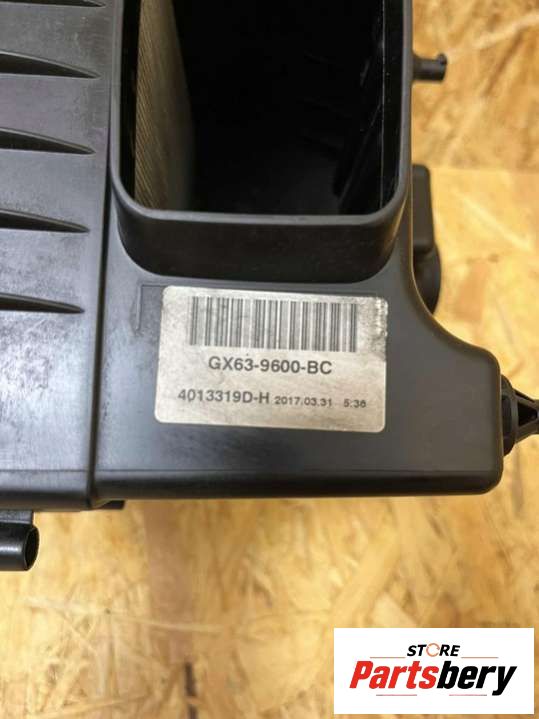 GX63-9600-BC
4013319D-H 2017.03.31 5:36
STORE
Partsbery